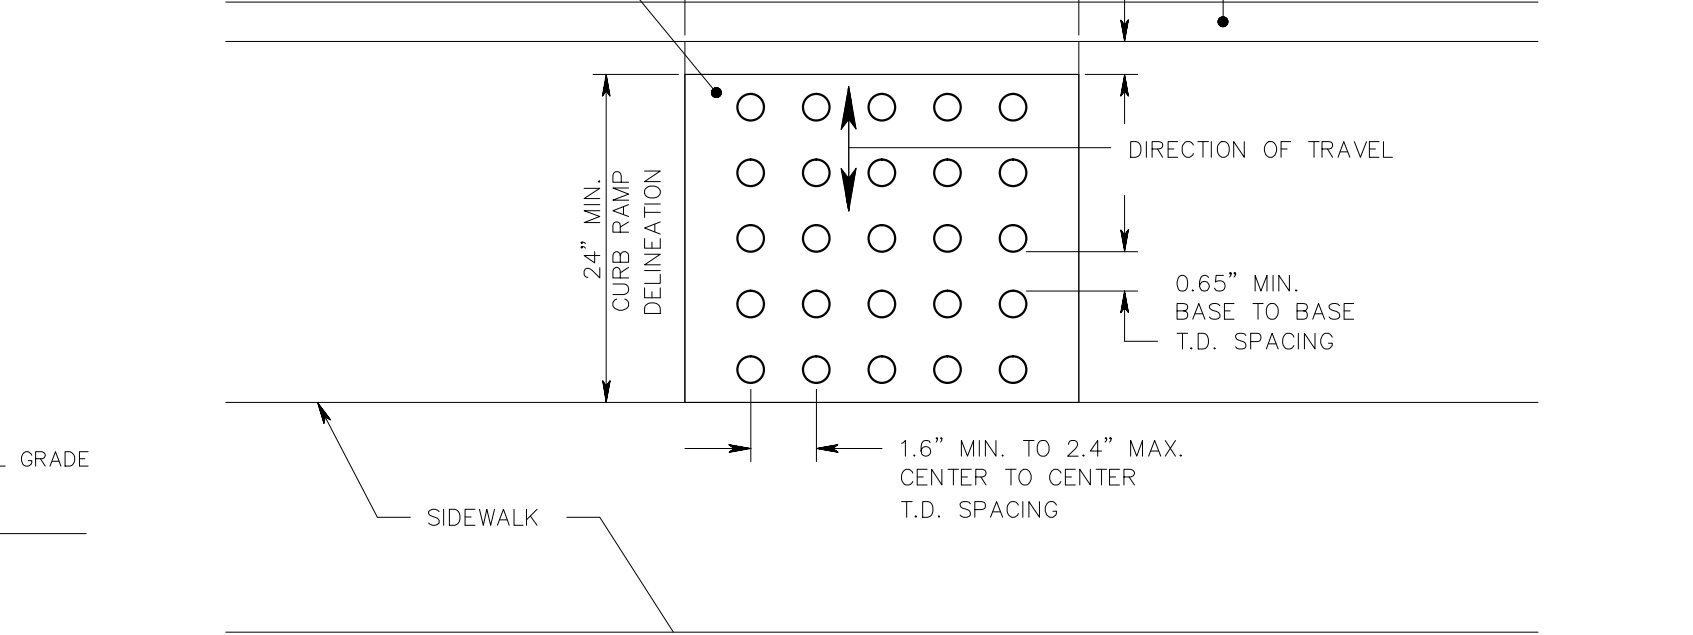 DIRECTION OF TRAVEL
24" MIN.
CURB RAMP
DELINEATION
0.65" MIN.
BASE TO BASE
T.D. SPACING
1.6" MIN. TO 2.4" MAX.
CENTER TO CENTER
T.D. SPACING
GRADE
SIDEWALK